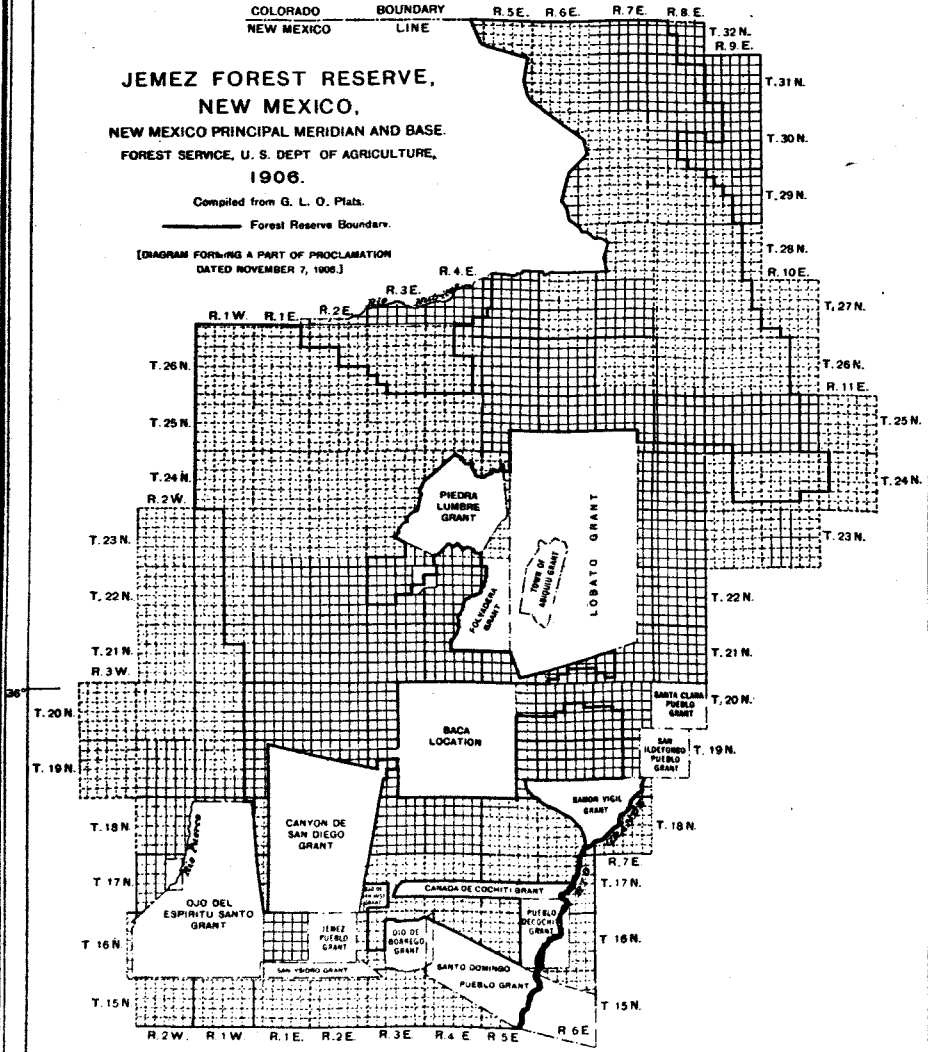 COLORADO BOUNDARY
NEW MEXICO LINE
R.5E. R.6E. R.7E. R.8.E.
T.32N.
R.9.E.
T.31N.
T.30N.
T.29N.
T.28N.
R.10E.
T.27N.
T.26N.
R.11E.
T.25N.
T.24N.
T.23N.
T.22N.
T.21N.
T.20N.
T.19N.
T.18N.
R.7E.
T.17N.
T.16N.
T.15N.
JEMEZ FOREST RESERVE,
NEW MEXICO,
NEW MEXICO PRINCIPAL MERIDIAN AND BASE.
FOREST SERVICE, U. S. DEPT OF AGRICULTURE,
1906.
Compiled from G. L. O. Plats.
Forest Reserve Boundary.
[DIAGRAM FORMING A PART OF PROCLAMATION
DATED NOVEMBER 7, 1906.]
R.1W. R.1E. R.2E. R.3E. R.4.E.
Rio
T.26N.
T.25N.
T.24N.
R.2W.
T.23N.
T.22N.
T.21N.
R.3W.
36°
T.20N.
T.19N.
T.18N.
T.17N.
T.16N.
T.15N.
PIEDRA
LUMBRE
GRANT
POLVADERA
GRANT
TOWN OF
ABIQUIU GRANT
LOBATO GRANT
BACA
LOCATION
SANTA CLARA
PUEBLO
GRANT
SAN
ILDEFONSO
PUEBLO
GRANT
RAMON VIGIL
GRANT
RIO GRANDE
CANYON DE
SAN DIEGO
GRANT
Rio Puerco
OJO DEL
ESPIRITU SANTO
GRANT
CANADA DE COCHITI GRANT
PUEBLO
DE COCHITI
GRANT
JEMEZ
PUEBLO
GRANT
OJO DE
BORREGO
GRANT
SAN YSIDRO GRANT
SANTO DOMINGO
PUEBLO GRANT
R.2W. R.1W. R.1E. R.2E. R.3E. R.4E. R.5E R.6E